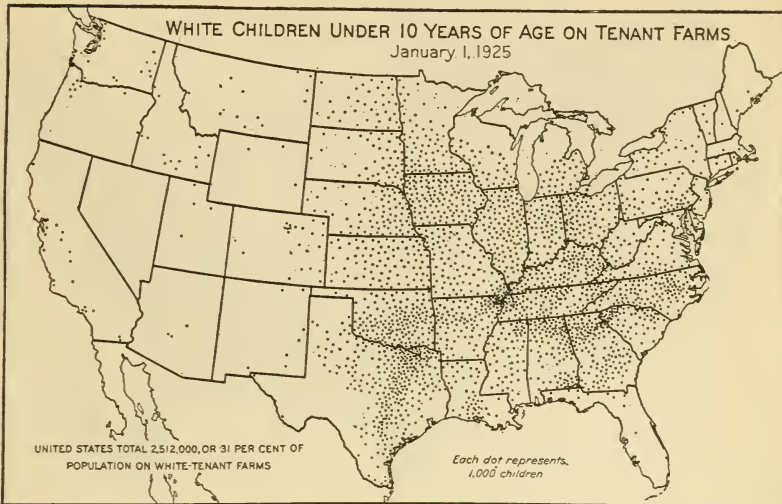 WHITE CHILDREN UNDER 10 YEARS OF AGE ON TENANT FARMS
January 1, 1925
UNITED STATES TOTAL 2,512,000, OR 31 PER CENT OF
POPULATION ON WHITE-TENANT FARMS
Each dot represents
1,000 children